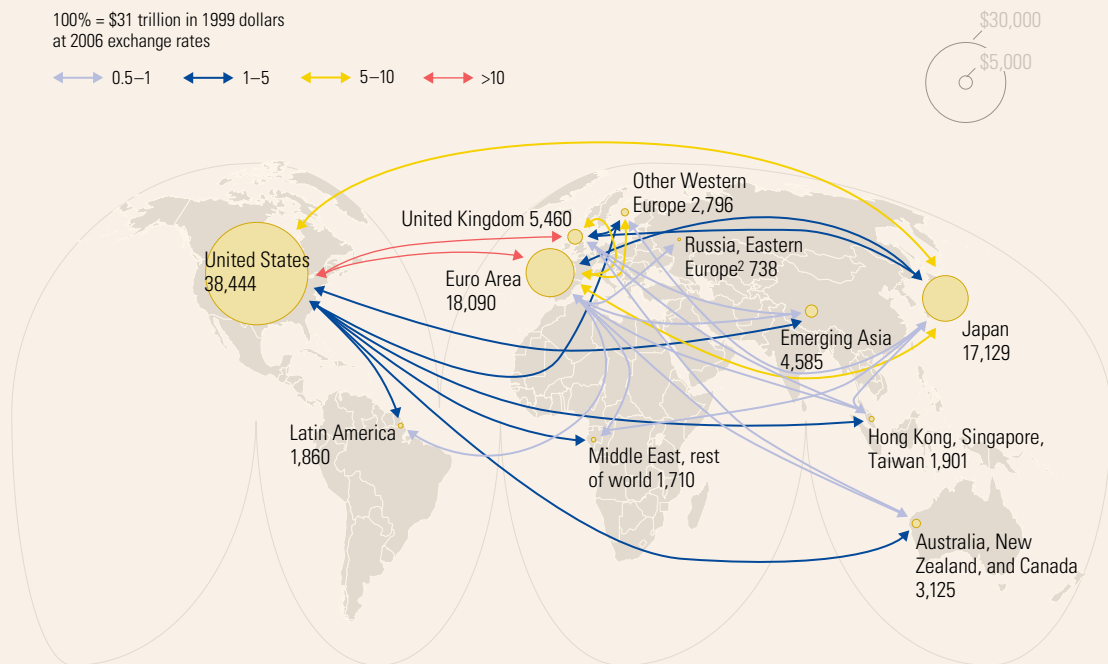 100% = $31 trillion in 1999 dollars
at 2006 exchange rates
0.5–1
1–5
5–10
>10
$30,000
$5,000
Other Western
Europe 2,796
United Kingdom 5,460
Russia, Eastern
Europe² 738
United States
38,444
Euro Area
18,090
Emerging Asia
4,585
Japan
17,129
Latin America
1,860
Middle East, rest
of world 1,710
Hong Kong, Singapore,
Taiwan 1,901
Australia, New
Zealand, and Canada
3,125